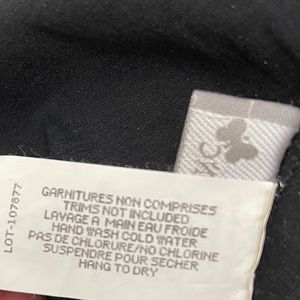 GARNITURES NON COMPRISES
TRIMS NOT INCLUDED
LAVAGE A MAIN EAU FROIDE
HAND WASH COLD WATER
PAS DE CHLORURE/NO CHLORINE
SUSPENDRE POUR SECHER
HANG TO DRY
LOT-107877